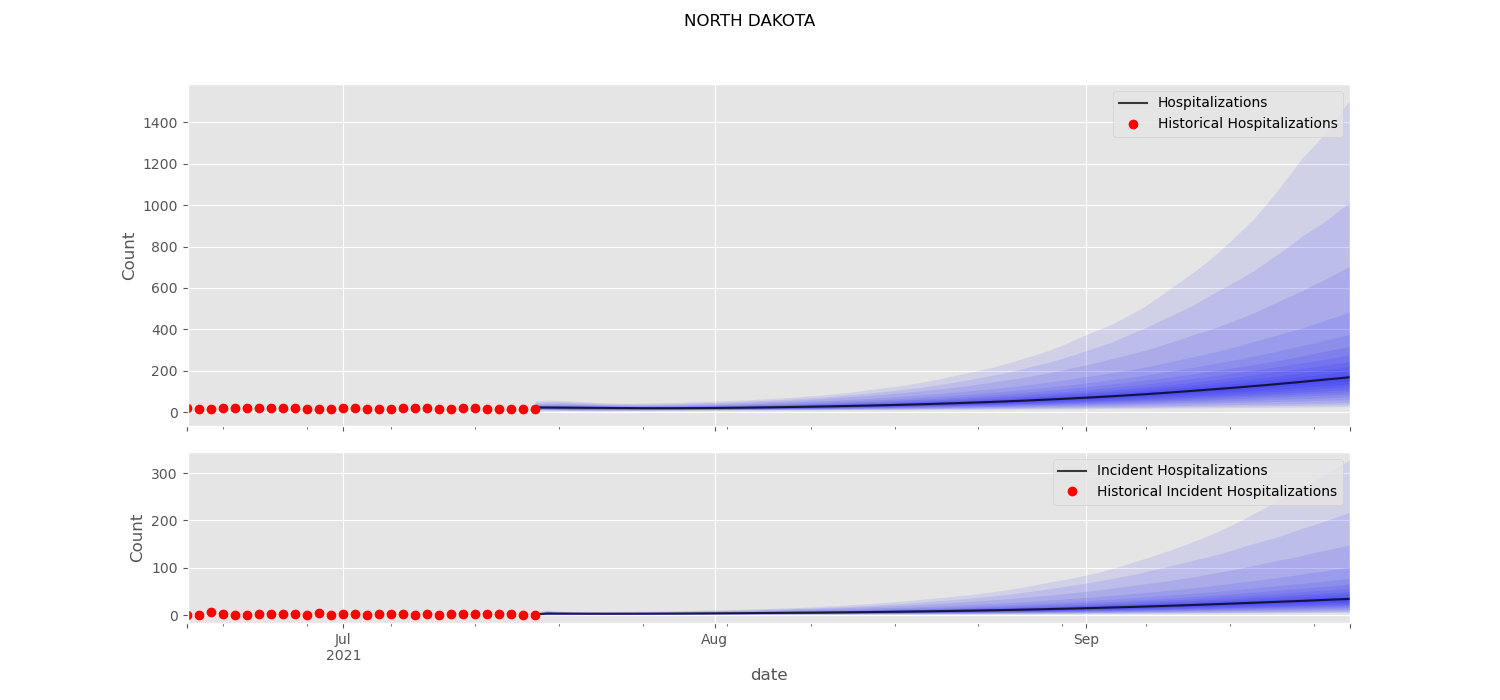 NORTH DAKOTA
Count
1400
1200
1000
800
600
400
200
0
Hospitalizations
Historical Hospitalizations
Count
300
200
100
0
Incident Hospitalizations
Historical Incident Hospitalizations
Jul
2021
Aug
Sep
date